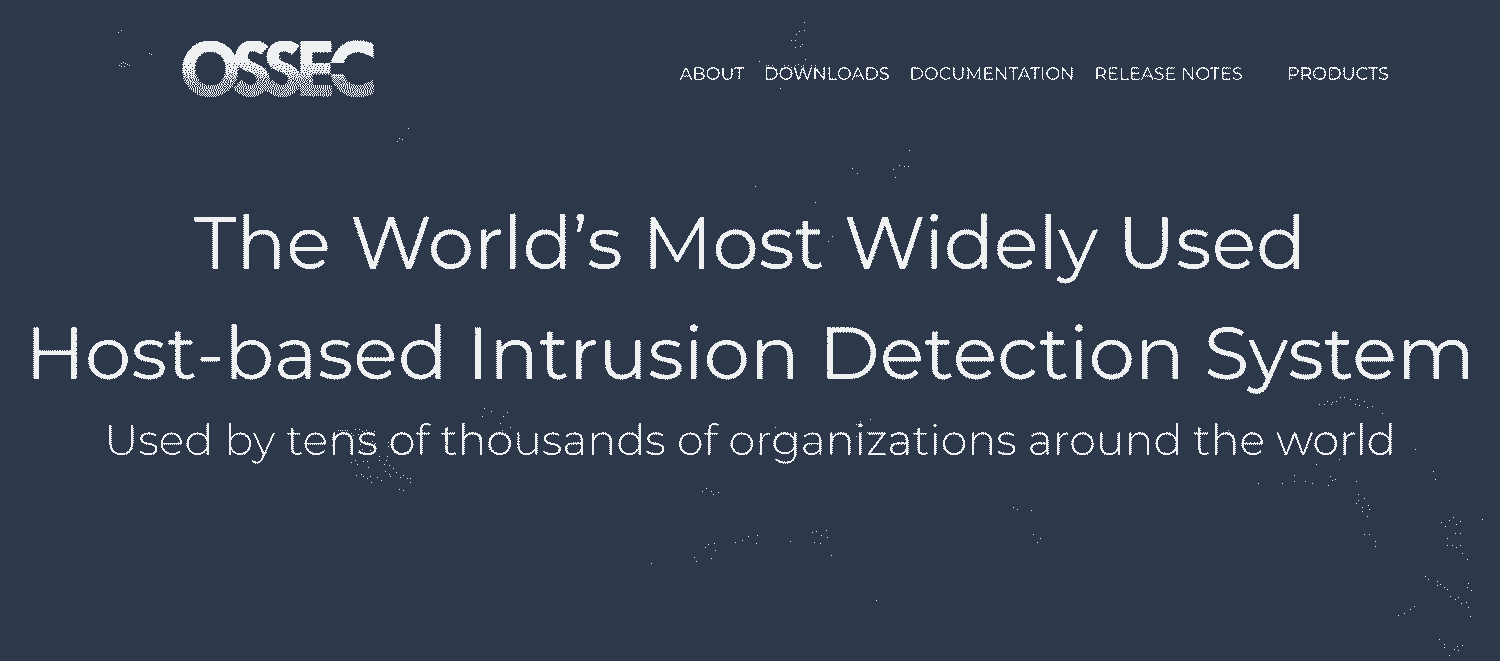 OSSEC
ABOUT DOWNLOADS DOCUMENTATION RELEASE NOTES PRODUCTS
The World’s Most Widely Used
Host-based Intrusion Detection System
Used by tens of thousands of organizations around the world